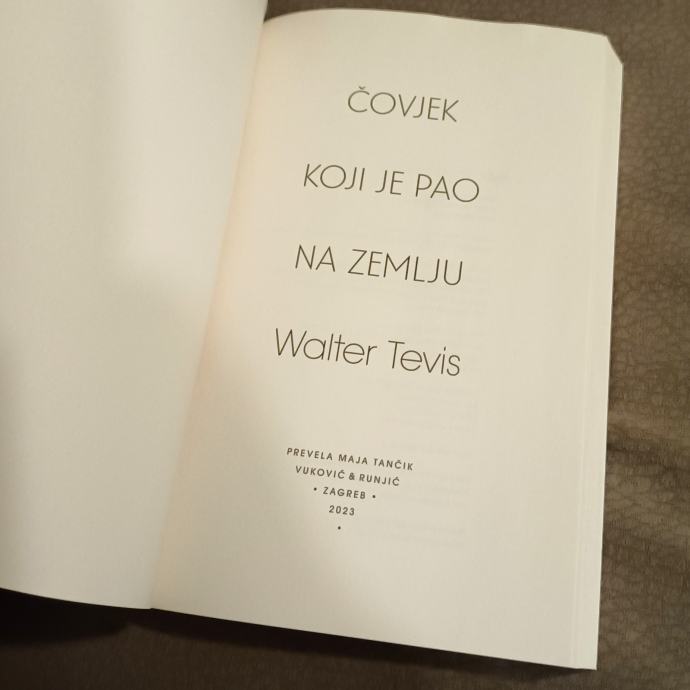 ČOVJEK
KOJI JE PAO
NA ZEMLJU
Walter Tevis
PREVELA MAJA TANČIK
VUKOVIĆ & RUNJIĆ
• ZAGREB •
2023
•